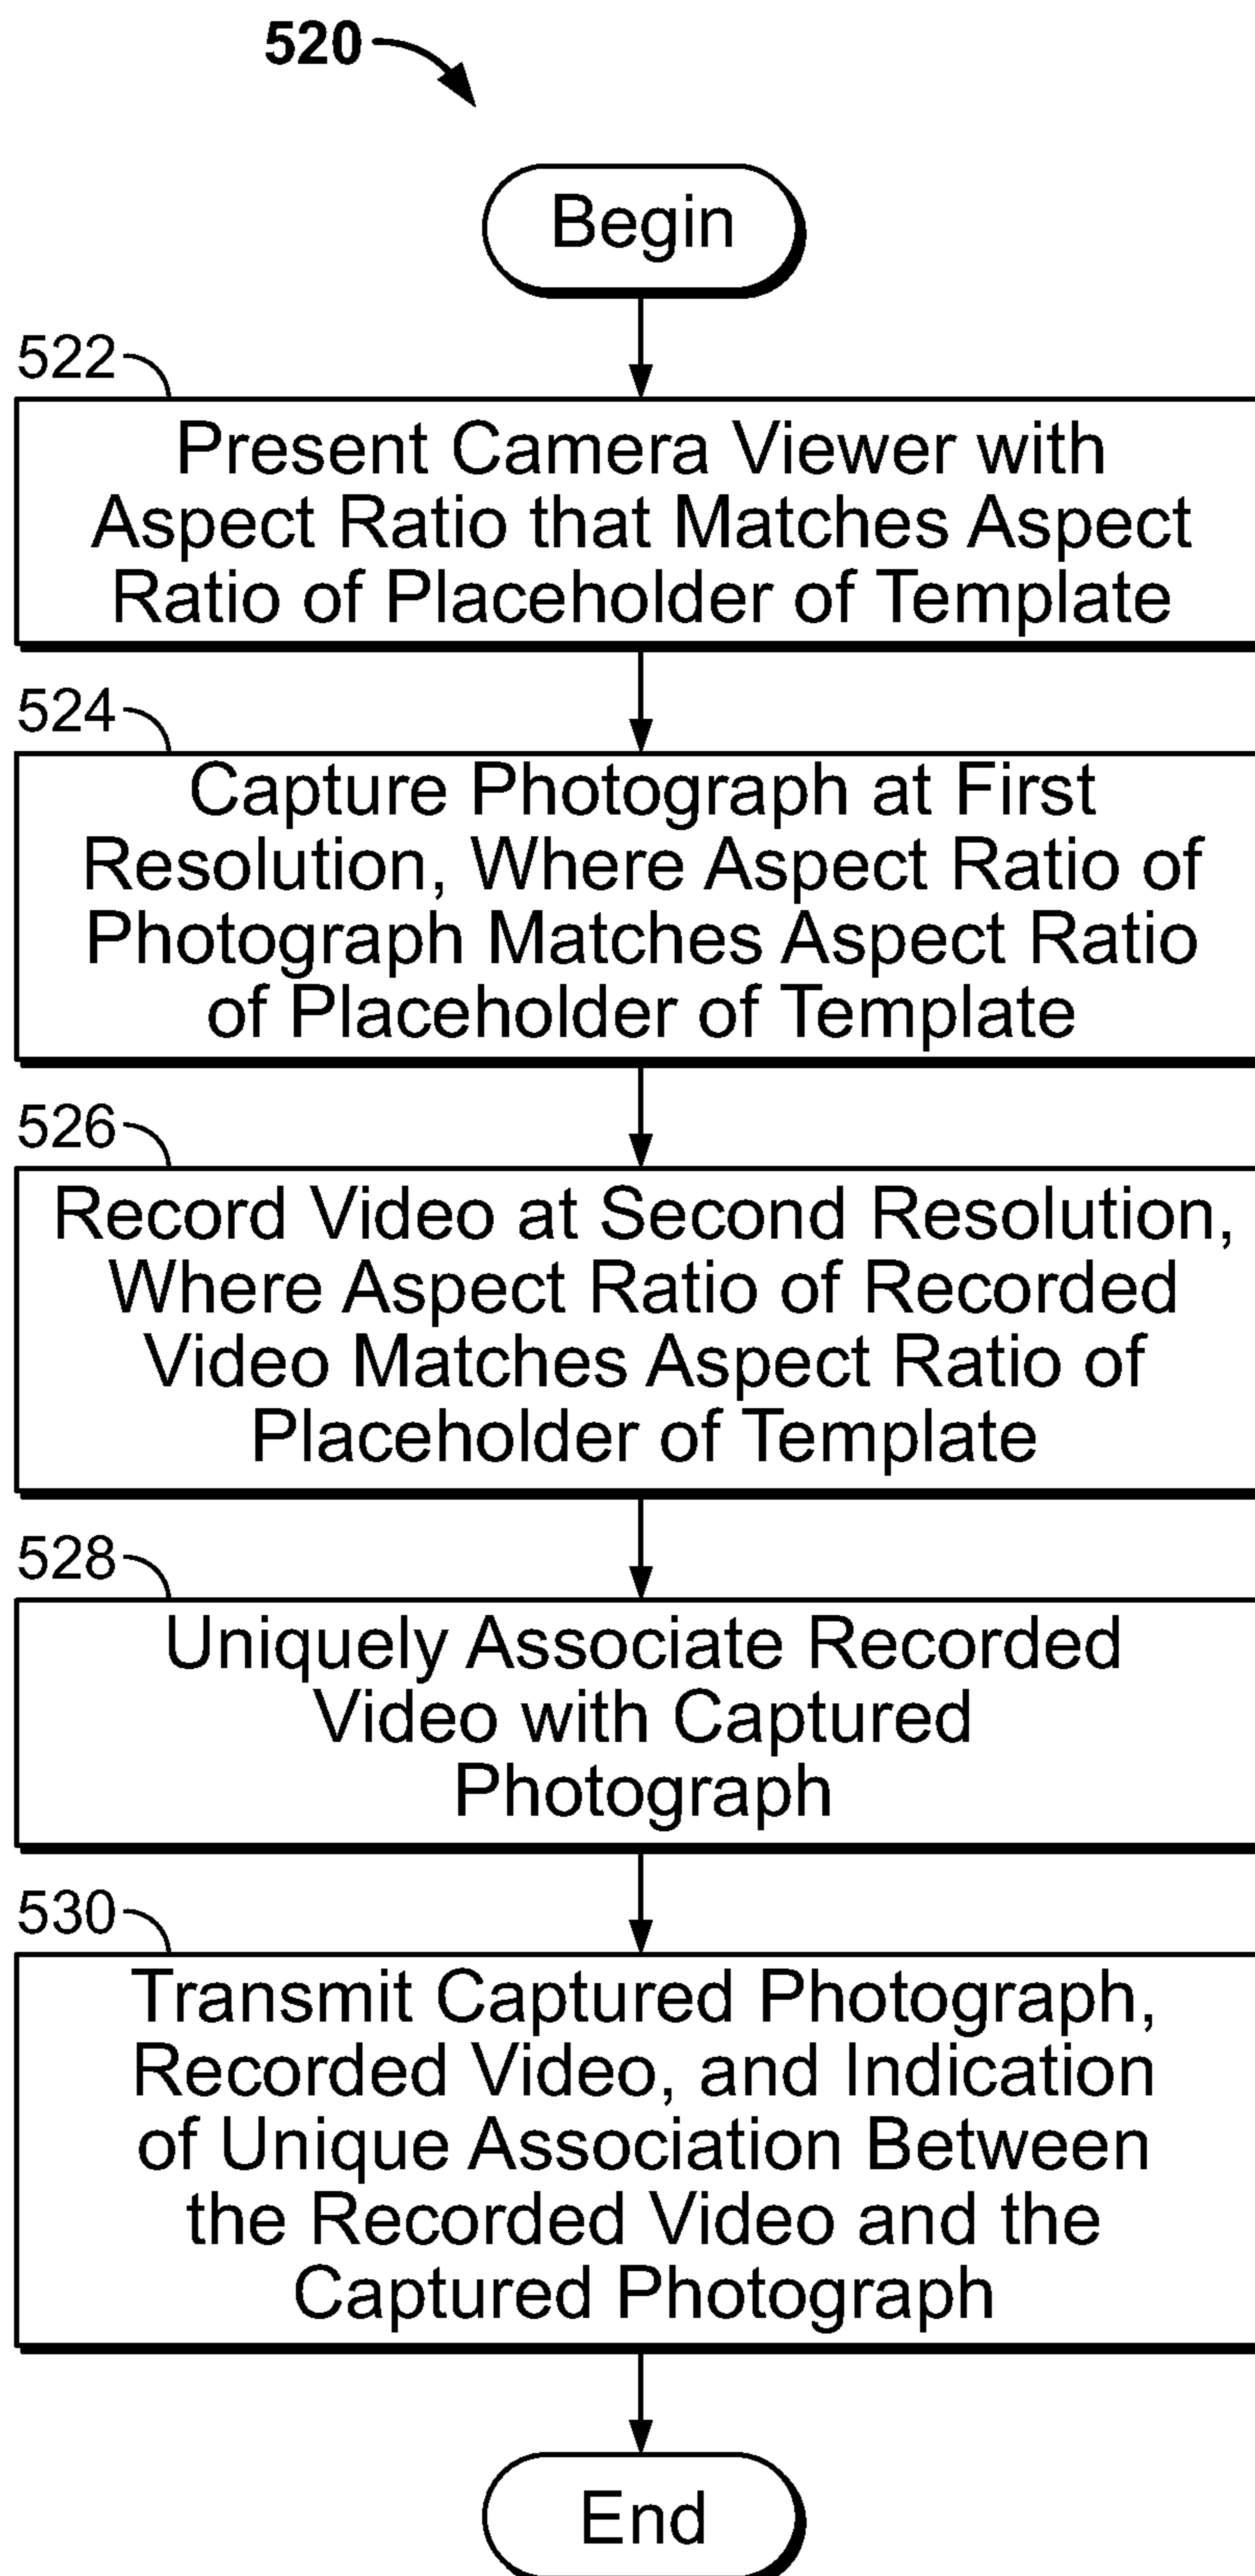 520
Begin
522
Present Camera Viewer with
Aspect Ratio that Matches Aspect
Ratio of Placeholder of Template
524
Capture Photograph at First
Resolution, Where Aspect Ratio of
Photograph Matches Aspect Ratio
of Placeholder of Template
526
Record Video at Second Resolution,
Where Aspect Ratio of Recorded
Video Matches Aspect Ratio of
Placeholder of Template
528
Uniquely Associate Recorded
Video with Captured
Photograph
530
Transmit Captured Photograph,
Recorded Video, and Indication
of Unique Association Between
the Recorded Video and the
Captured Photograph
End